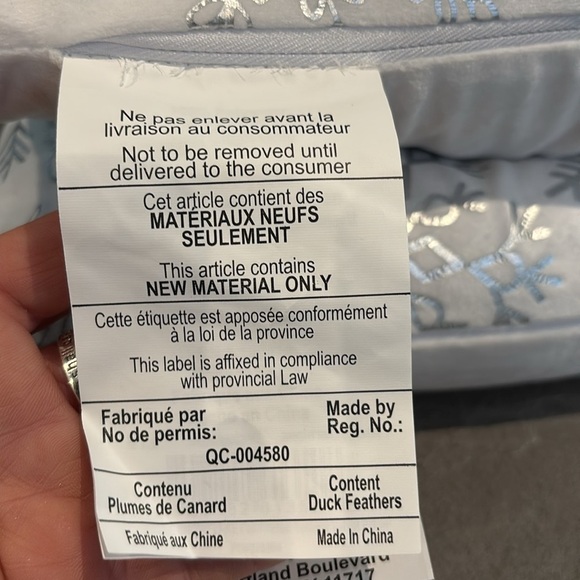 Ne pas enlever avant la
livraison au consommateur
Not to be removed until
delivered to the consumer
Cet article contient des
MATÉRIAUX NEUFS
SEULEMENT
This article contains
NEW MATERIAL ONLY
Cette étiquette est apposée conformément
à la loi de la province
This label is affixed in compliance
with provincial Law
Fabriqué par
No de permis:
Made by
Reg. No.:
QC-004580
Contenu
Plumes de Canard
Content
Duck Feathers
Fabriqué aux Chine
Made In China
Boulevard
11717